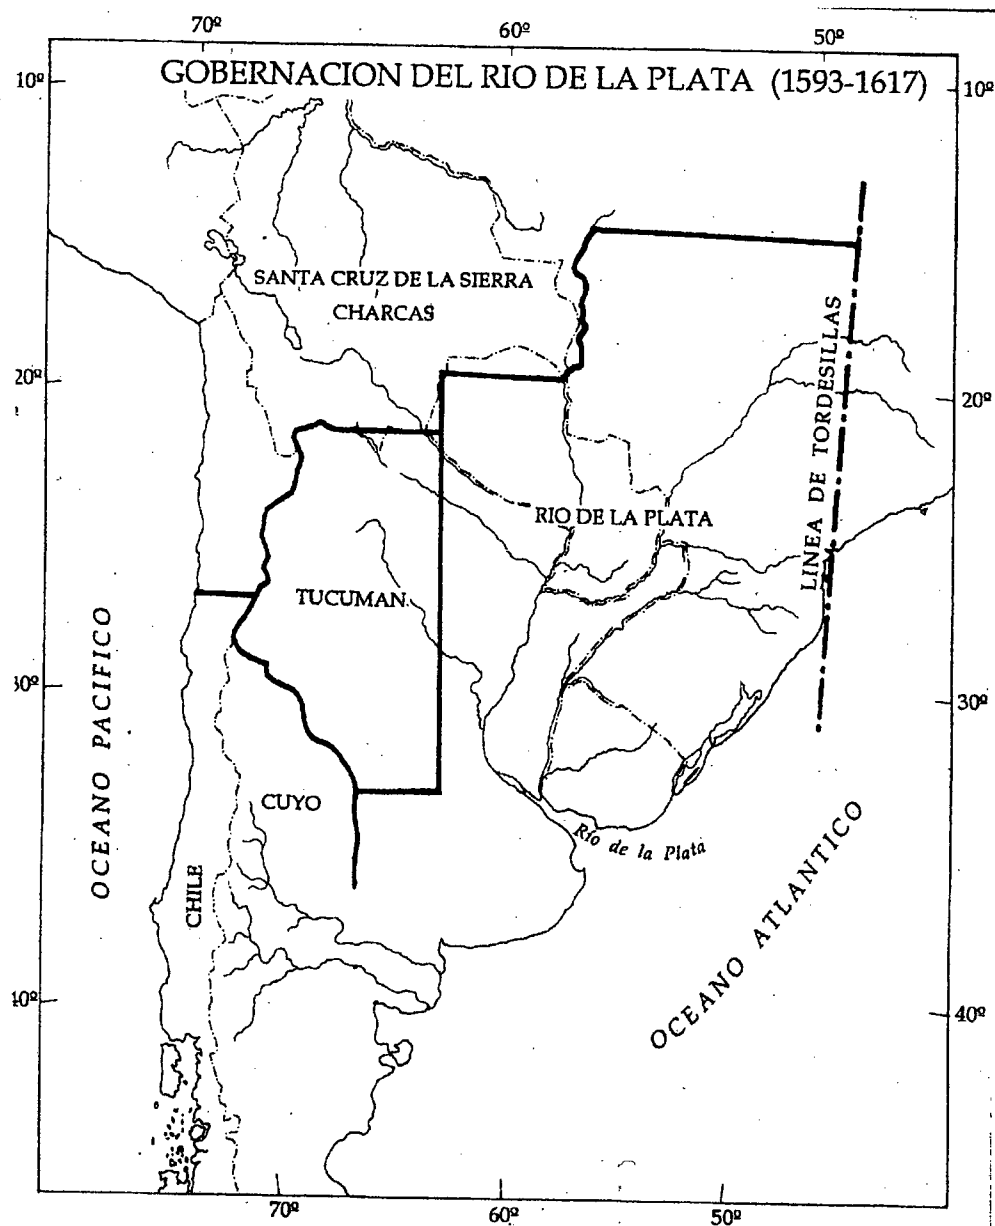 70º 60º 50º
10º 10º
GOBERNACION DEL RIO DE LA PLATA (1593-1617)
SANTA CRUZ DE LA SIERRA
CHARCAS
LINEA DE TORDESILLAS
20º 20º
RIO DE LA PLATA
TUCUMAN
OCEANO PACIFICO
30º 30º
CUYO
Río de la Plata
CHILE
OCEANO ATLANTICO
40º 40º
70º 60º 50º